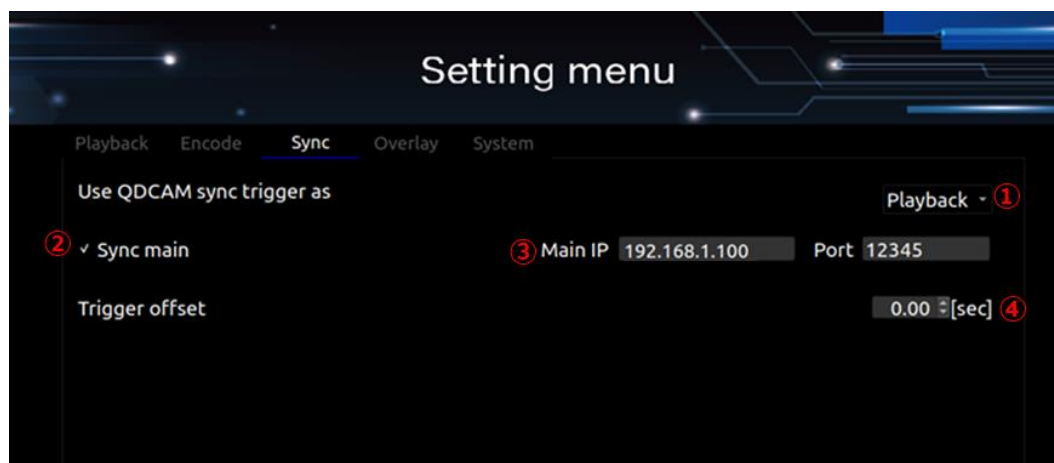 Setting menu
Playback Encode Sync Overlay System
Use QDCAM sync trigger as Playback ①
② ✓ Sync main ③ Main IP 192.168.1.100 Port 12345
Trigger offset 0.00 [sec] ④